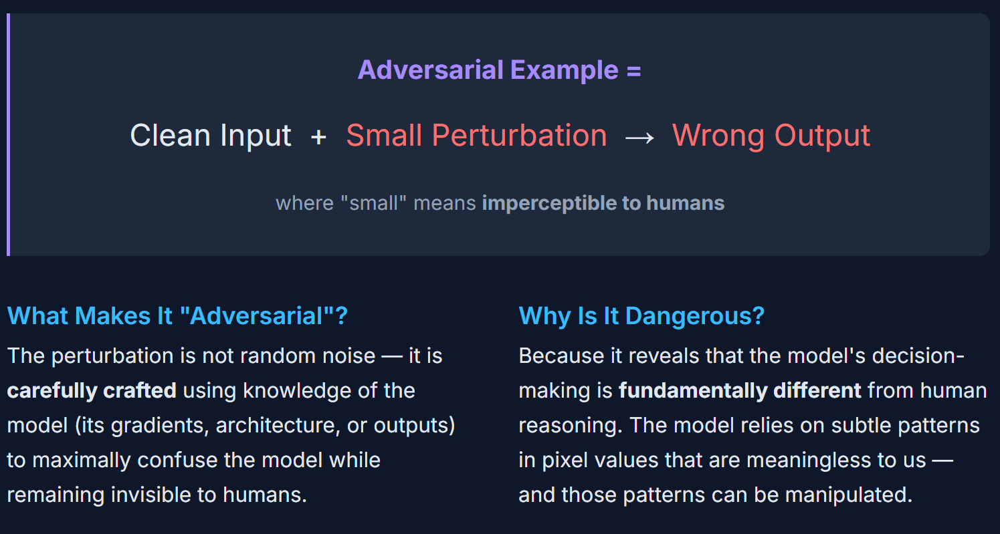 Adversarial Example =
Clean Input + Small Perturbation → Wrong Output
where "small" means imperceptible to humans
What Makes It "Adversarial"?
The perturbation is not random noise — it is
carefully crafted using knowledge of the
model (its gradients, architecture, or outputs)
to maximally confuse the model while
remaining invisible to humans.
Why Is It Dangerous?
Because it reveals that the model's decision-
making is fundamentally different from human
reasoning. The model relies on subtle patterns
in pixel values that are meaningless to us —
and those patterns can be manipulated.